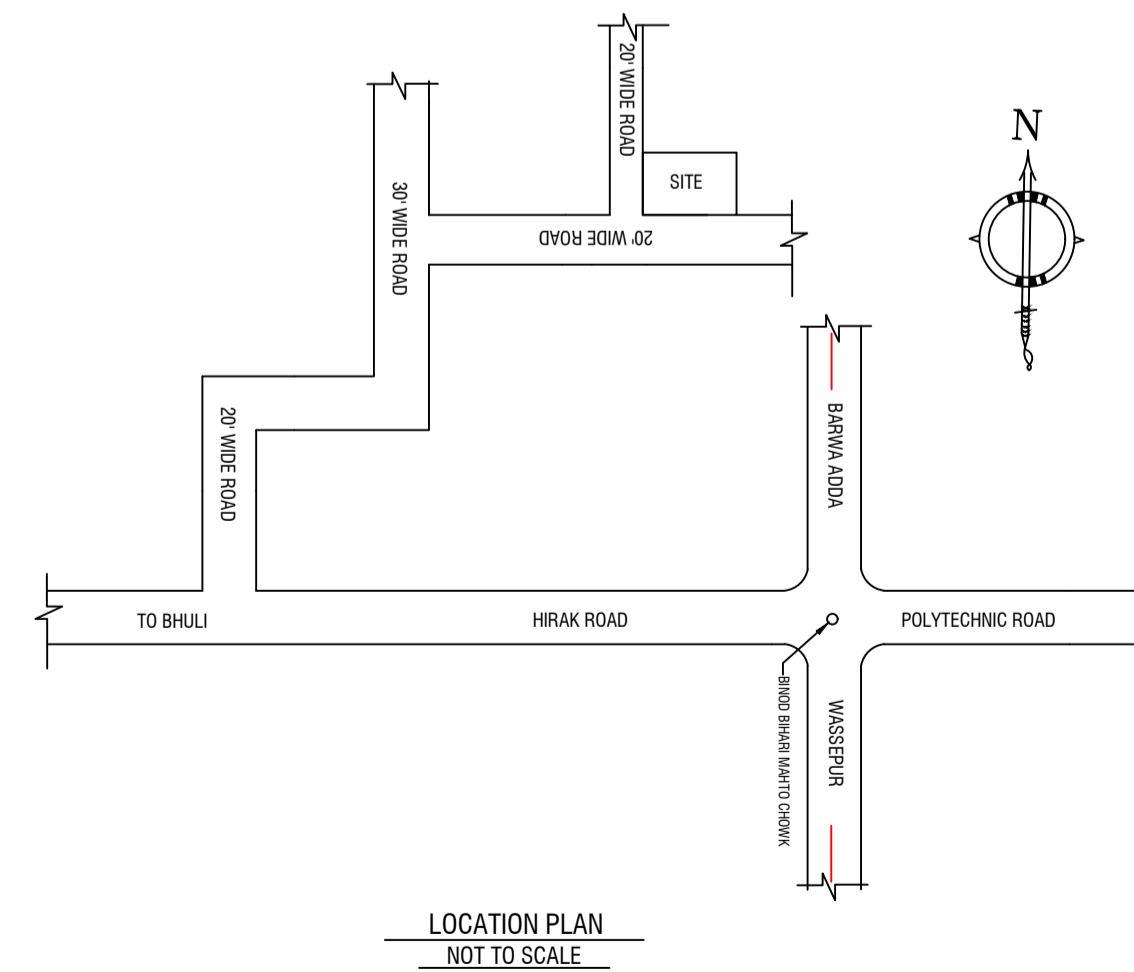 20' WIDE ROAD
N
SITE
30' WIDE ROAD
20' WIDE ROAD
BARWA ADDA
20' WIDE ROAD
TO BHULI
HIRAK ROAD
POLYTECHNIC ROAD
BINOD BIHARI MAHTO CHOWK
WASSEPUR
LOCATION PLAN
NOT TO SCALE